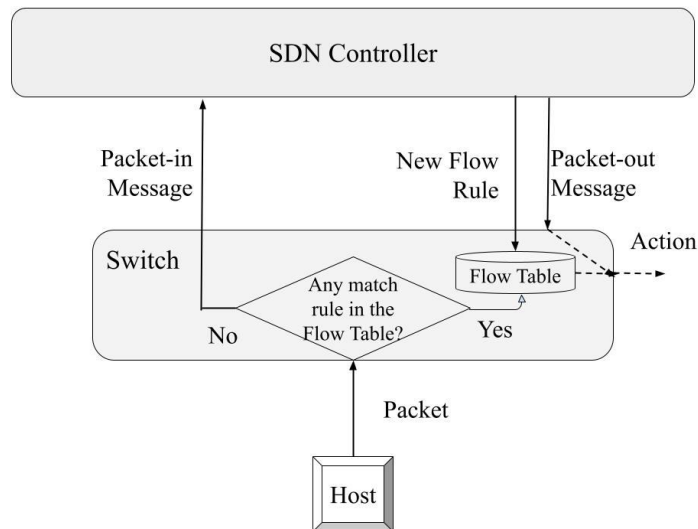 SDN Controller
Packet-in
Message
New Flow
Rule
Packet-out
Message
Action
Switch
Flow Table
Any match
rule in the
Flow Table?
No
Yes
Packet
Host